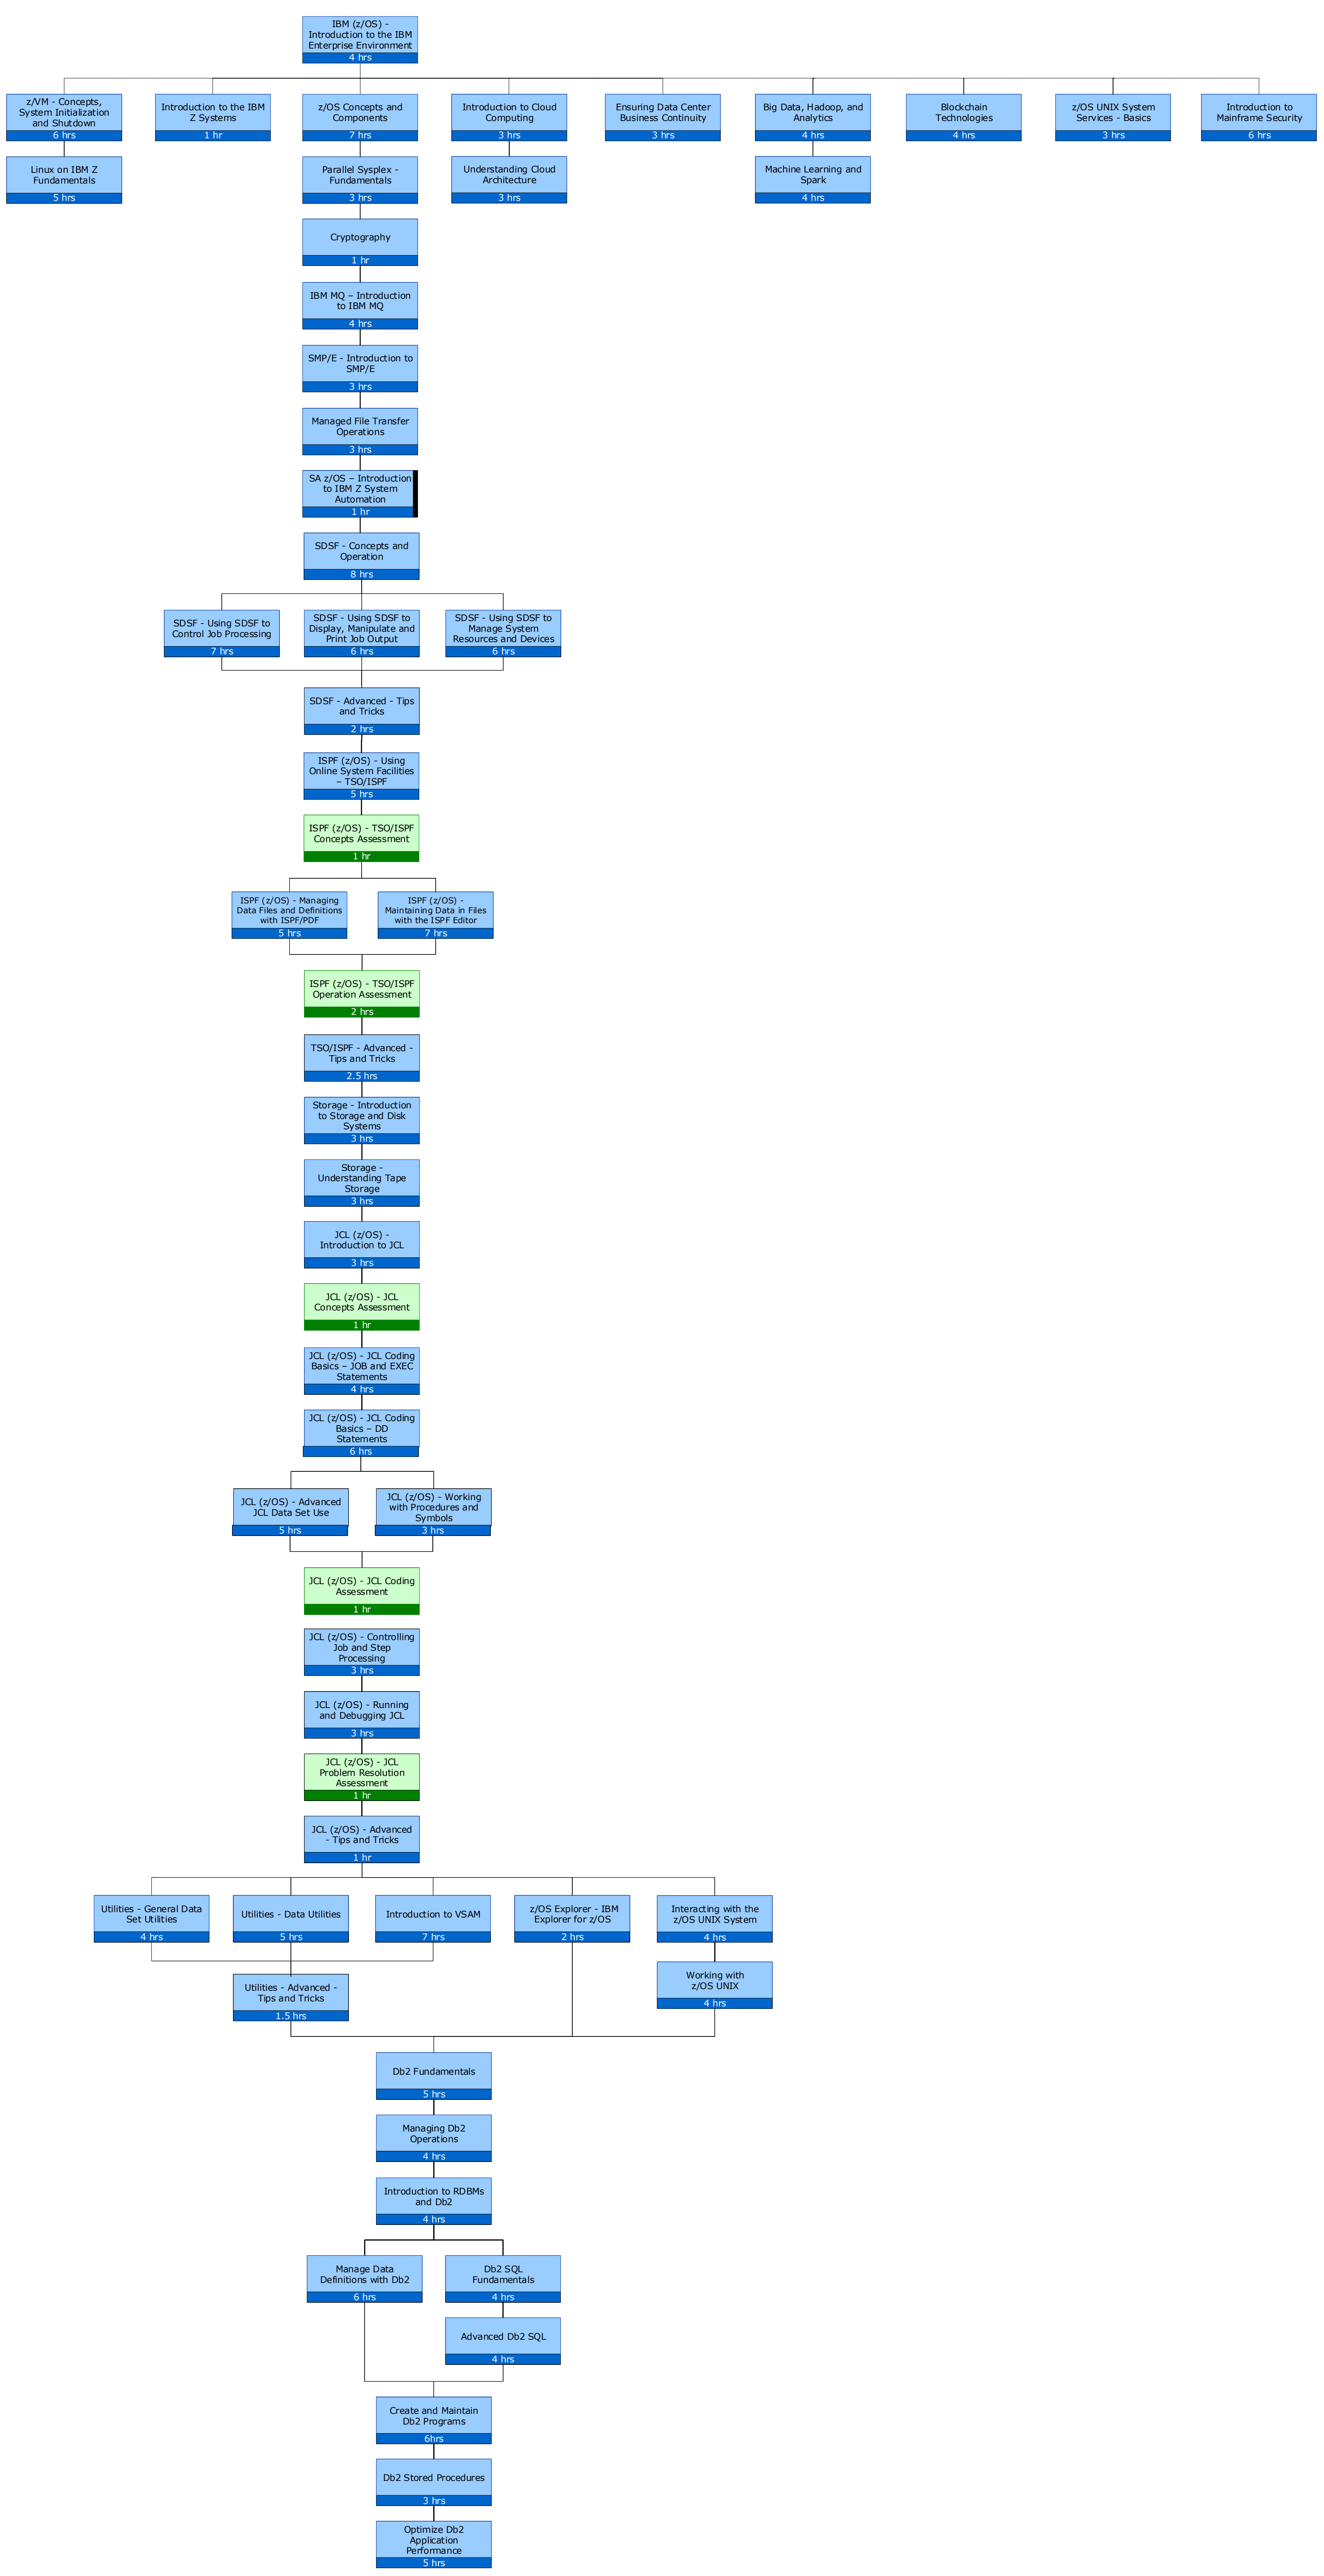 IBM (z/OS) -
Introduction to the IBM
Enterprise Environment
4 hrs
z/VM - Concepts,
System Initialization
and Shutdown
6 hrs
Introduction to the IBM
Z Systems
1 hr
z/OS Concepts and
Components
7 hrs
Introduction to Cloud
Computing
3 hrs
Ensuring Data Center
Business Continuity
3 hrs
Big Data, Hadoop, and
Analytics
4 hrs
Blockchain
Technologies
4 hrs
z/OS UNIX System
Services - Basics
3 hrs
Introduction to
Mainframe Security
6 hrs
Linux on IBM Z
Fundamentals
5 hrs
Parallel Sysplex -
Fundamentals
3 hrs
Understanding Cloud
Architecture
3 hrs
Machine Learning and
Spark
4 hrs
Cryptography
1 hr
IBM MQ – Introduction
to IBM MQ
4 hrs
SMP/E - Introduction to
SMP/E
3 hrs
Managed File Transfer
Operations
3 hrs
SA z/OS – Introduction
to IBM Z System
Automation
1 hr
SDSF - Concepts and
Operation
8 hrs
SDSF - Using SDSF to
Control Job Processing
7 hrs
SDSF - Using SDSF to
Display, Manipulate and
Print Job Output
6 hrs
SDSF - Using SDSF to
Manage System
Resources and Devices
6 hrs
SDSF - Advanced - Tips
and Tricks
2 hrs
ISPF (z/OS) - Using
Online System Facilities
– TSO/ISPF
5 hrs
ISPF (z/OS) - TSO/ISPF
Concepts Assessment
1 hr
ISPF (z/OS) - Managing
Data Files and Definitions
with ISPF/PDF
5 hrs
ISPF (z/OS) -
Maintaining Data in Files
with the ISPF Editor
7 hrs
ISPF (z/OS) - TSO/ISPF
Operation Assessment
2 hrs
TSO/ISPF - Advanced -
Tips and Tricks
2.5 hrs
Storage - Introduction
to Storage and Disk
Systems
3 hrs
Storage -
Understanding Tape
Storage
3 hrs
JCL (z/OS) -
Introduction to JCL
3 hrs
JCL (z/OS) - JCL
Concepts Assessment
1 hr
JCL (z/OS) - JCL Coding
Basics – JOB and EXEC
Statements
4 hrs
JCL (z/OS) - JCL Coding
Basics – DD
Statements
6 hrs
JCL (z/OS) - Advanced
JCL Data Set Use
5 hrs
JCL (z/OS) - Working
with Procedures and
Symbols
3 hrs
JCL (z/OS) - JCL Coding
Assessment
1 hr
JCL (z/OS) - Controlling
Job and Step
Processing
3 hrs
JCL (z/OS) - Running
and Debugging JCL
3 hrs
JCL (z/OS) - JCL
Problem Resolution
Assessment
1 hr
JCL (z/OS) - Advanced
- Tips and Tricks
1 hr
Utilities - General Data
Set Utilities
4 hrs
Utilities - Data Utilities
5 hrs
Introduction to VSAM
7 hrs
z/OS Explorer - IBM
Explorer for z/OS
2 hrs
Interacting with the
z/OS UNIX System
4 hrs
Utilities - Advanced -
Tips and Tricks
1.5 hrs
Working with
z/OS UNIX
4 hrs
Db2 Fundamentals
5 hrs
Managing Db2
Operations
4 hrs
Introduction to RDBMs
and Db2
4 hrs
Manage Data
Definitions with Db2
6 hrs
Db2 SQL
Fundamentals
4 hrs
Advanced Db2 SQL
4 hrs
Create and Maintain
Db2 Programs
6hrs
Db2 Stored Procedures
3 hrs
Optimize Db2
Application
Performance
5 hrs